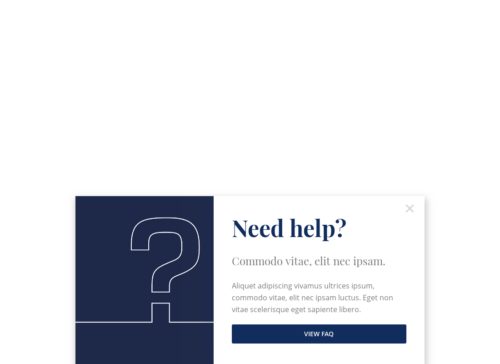 Need help?
Commodo vitae, elit nec ipsam.
Aliquet adipiscing vivamus ultrices ipsum,
commodo vitae, elit nec ipsam luctus. Eget non
vitae scelerisque eget sapiente libero.
VIEW FAQ